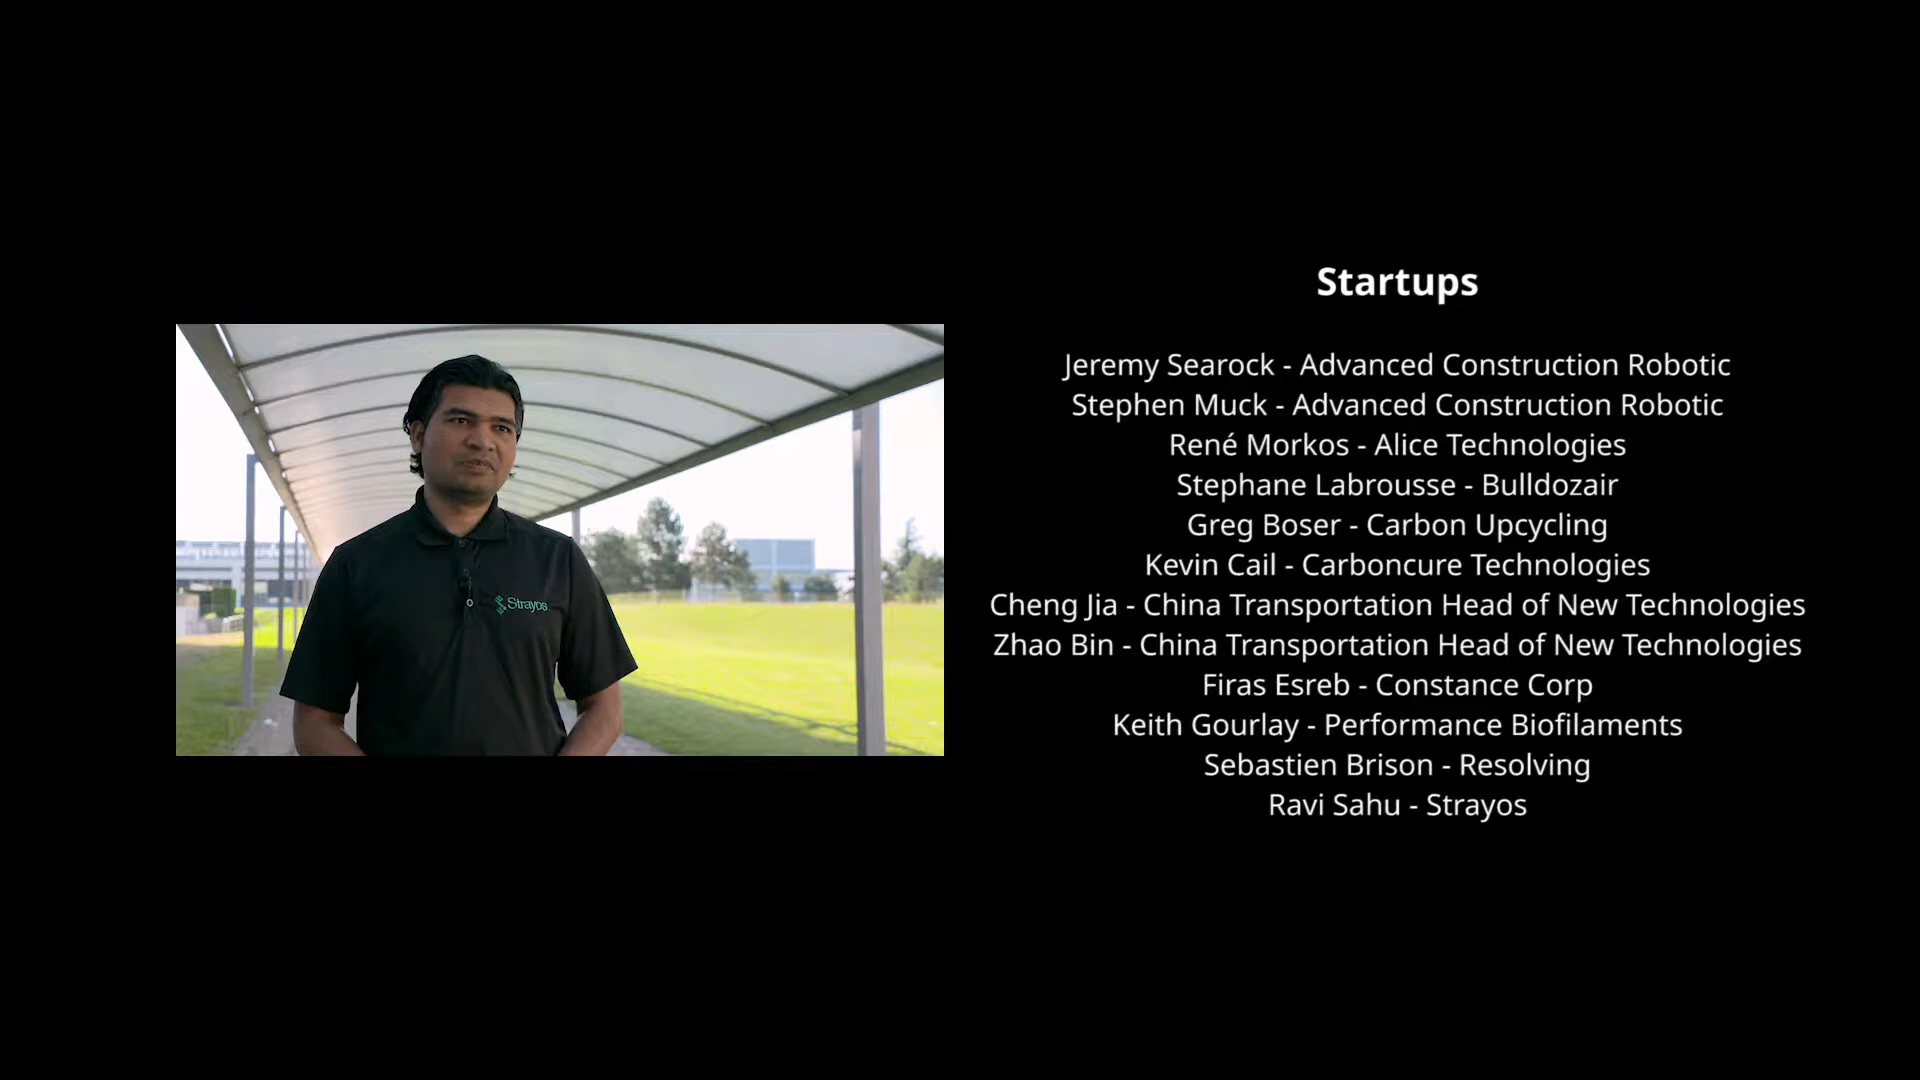 Strayos
Startups
Jeremy Searock - Advanced Construction Robotic
Stephen Muck - Advanced Construction Robotic
René Morkos - Alice Technologies
Stephane Labrousse - Bulldozair
Greg Boser - Carbon Upcycling
Kevin Cail - Carboncure Technologies
Cheng Jia - China Transportation Head of New Technologies
Zhao Bin - China Transportation Head of New Technologies
Firas Esreb - Constance Corp
Keith Gourlay - Performance Biofilaments
Sebastien Brison - Resolving
Ravi Sahu - Strayos